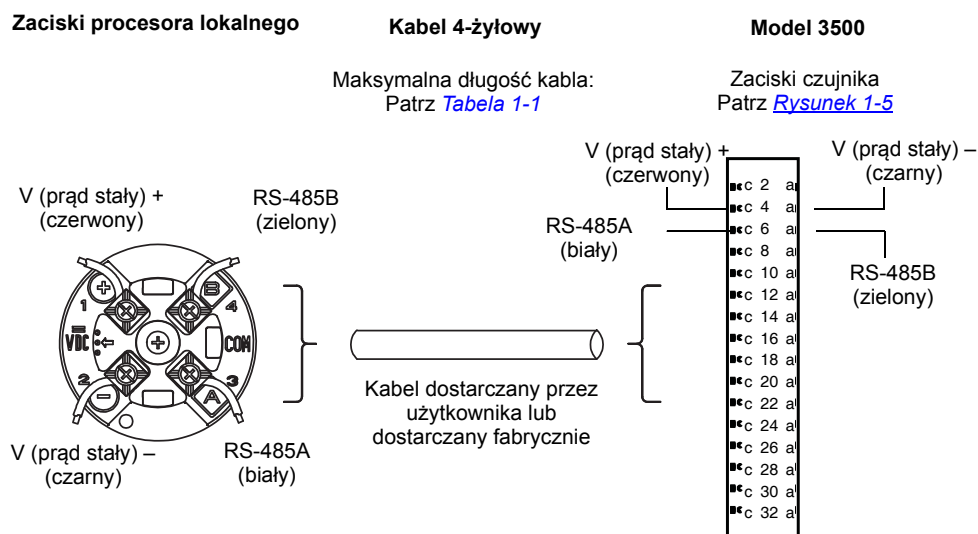 Zaciski procesora lokalnego
Kabel 4-żyłowy
Model 3500
Maksymalna długość kabla:
Patrz Tabela 1-1
Zaciski czujnika
Patrz Rysunek 1-5
V (prąd stały) +
(czerwony)
RS-485B
(zielony)
V (prąd stały) +
(czerwony)
V (prąd stały) –
(czarny)
RS-485A
(biały)
RS-485B
(zielony)
+
B
1
4
VDC
+
COM
2
3
–
A
V (prąd stały) –
(czarny)
RS-485A
(biały)
Kabel dostarczany przez
użytkownika lub
dostarczany fabrycznie
c 2 a
c 4 a
c 6 a
c 8 a
c 10 a
c 12 a
c 14 a
c 16 a
c 18 a
c 20 a
c 22 a
c 24 a
c 26 a
c 28 a
c 30 a
c 32 a